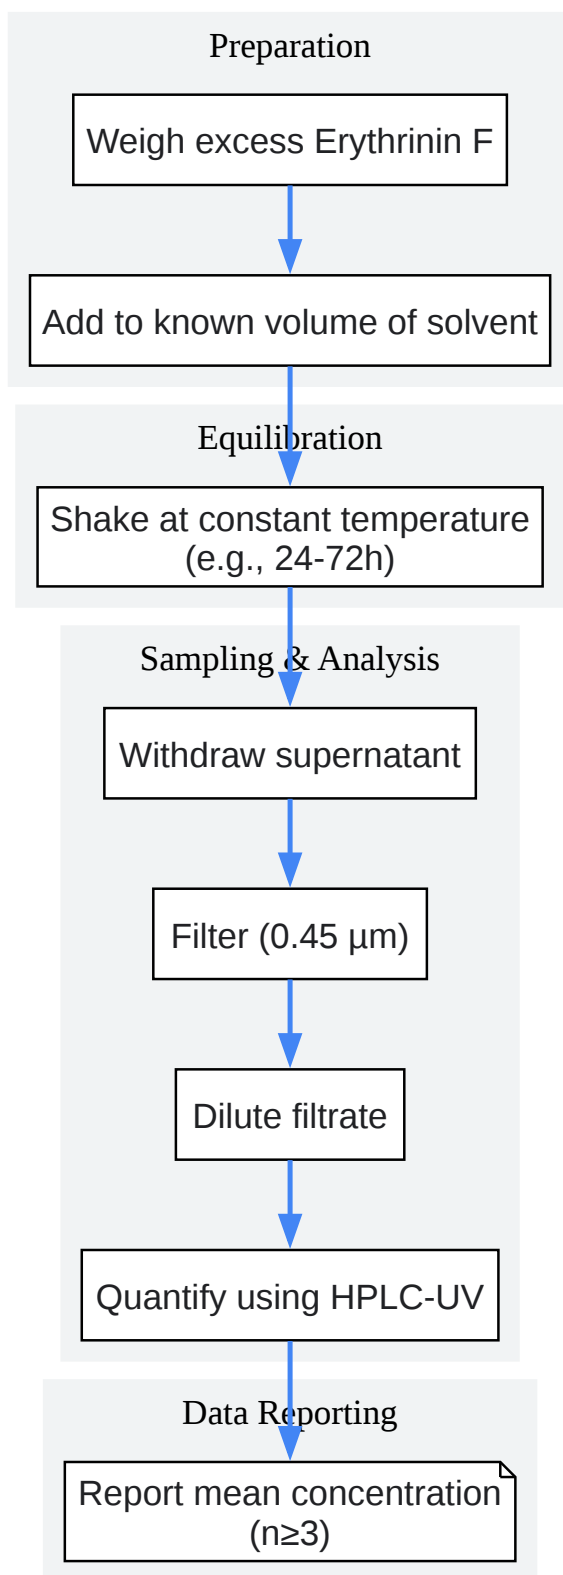 Preparation
Weigh excess Erythrinin F
Add to known volume of solvent
Equilibration
Shake at constant temperature
(e.g., 24-72h)
Sampling & Analysis
Withdraw supernatant
Filter (0.45 µm)
Dilute filtrate
Quantify using HPLC-UV
Data Reporting
Report mean concentration
(n≥3)